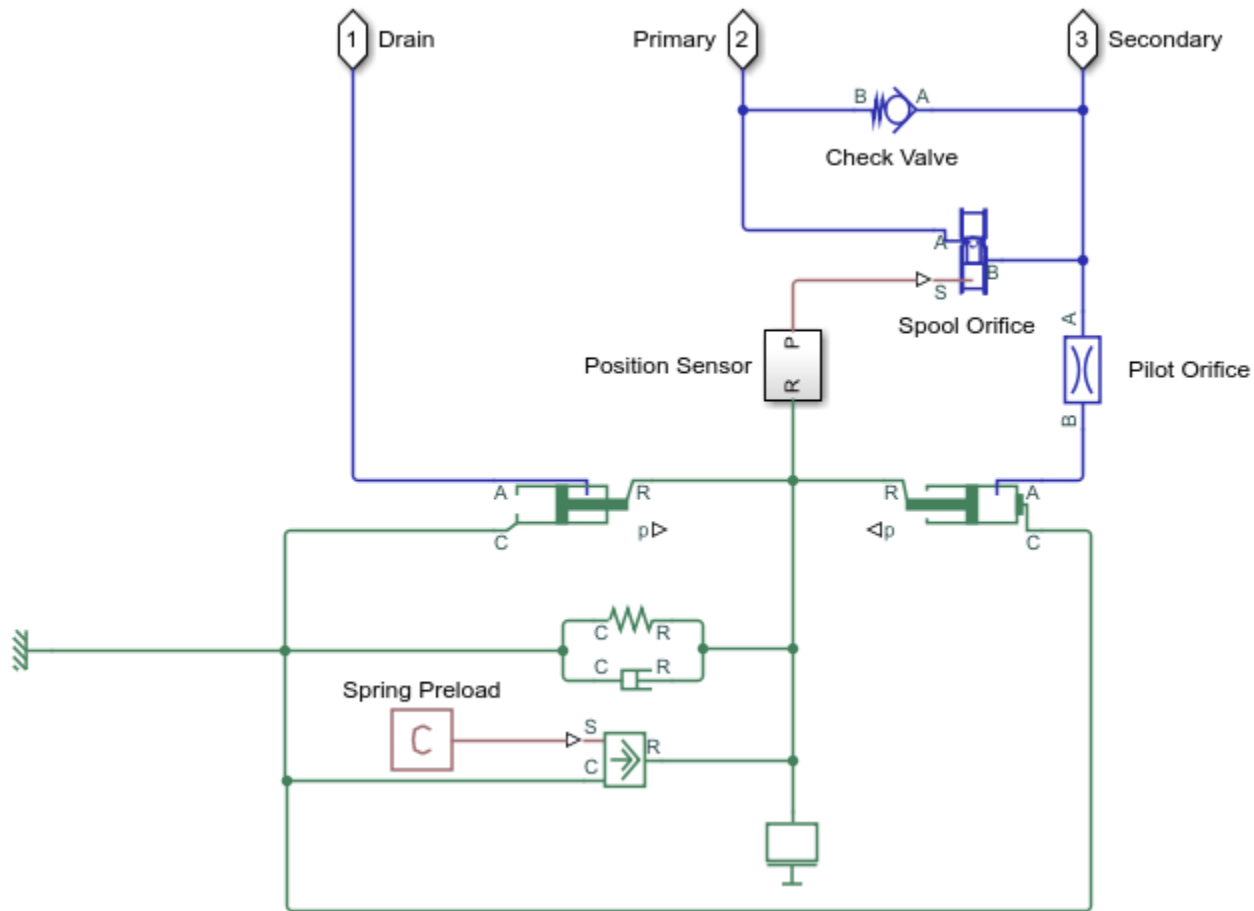 1 Drain
Primary 2
3 Secondary
B A
Check Valve
A
B
S
Spool Orifice
A
P
Position Sensor
R
Pilot Orifice
B
A R
R A
p
p
C
C
C R
C R
Spring Preload
C
S
R
C